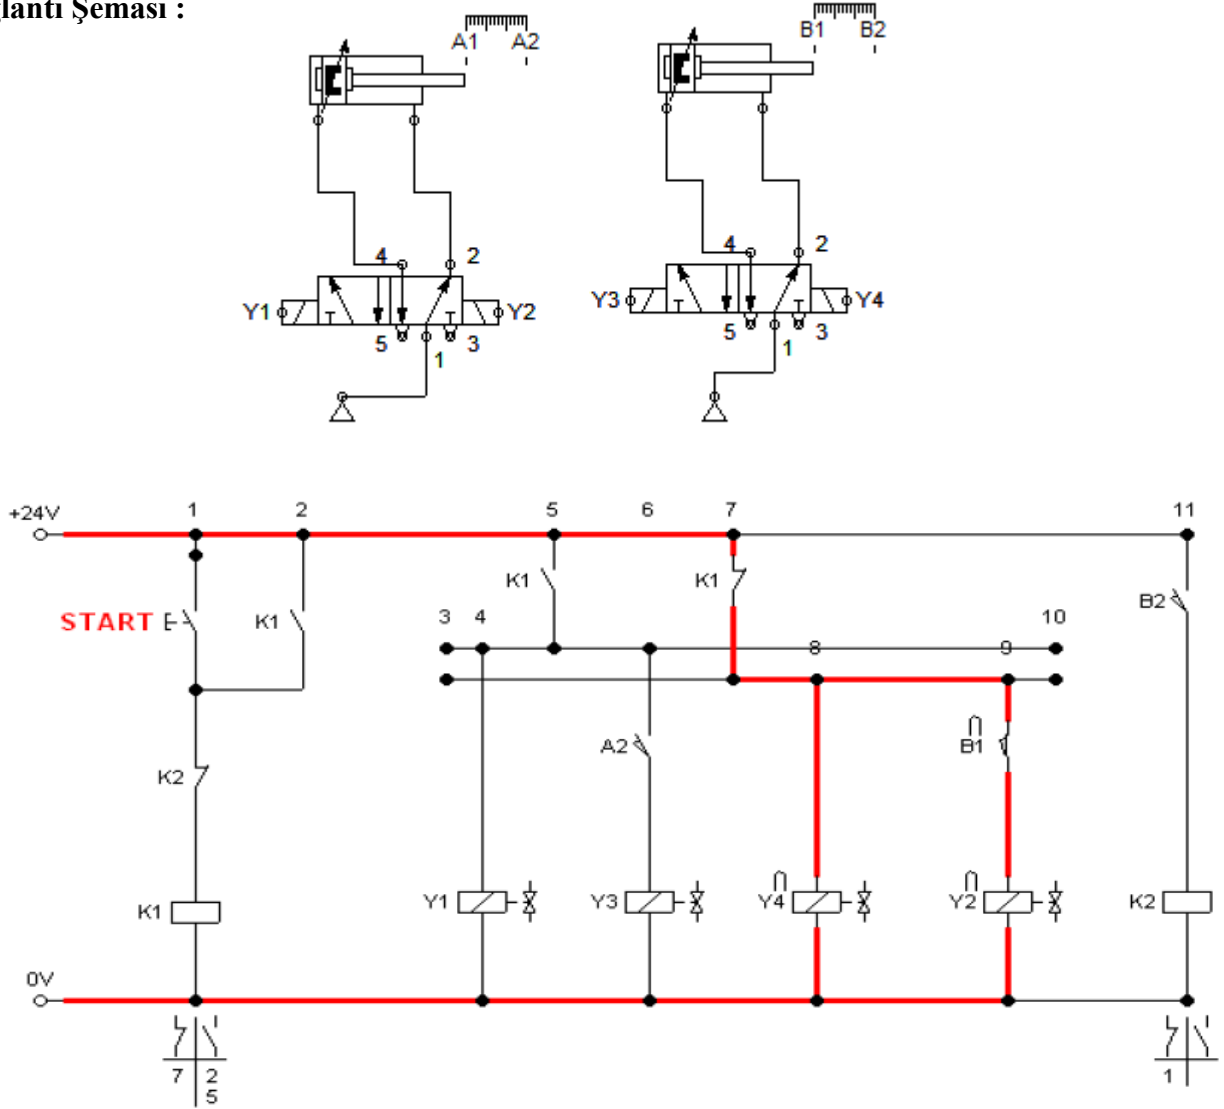 Şeması :
A1 A2
B1 B2
4 2
Y1 Y2
5 1 3
4 2
Y3 Y4
5 1 3
+24V 1 2 5 6 7 11
K1 K1
B2
START K1
3 4 8 9 10
A2 B1
K2
K1 Y1 Y3 Y4 Y2 K2
0V
7 2
5
1